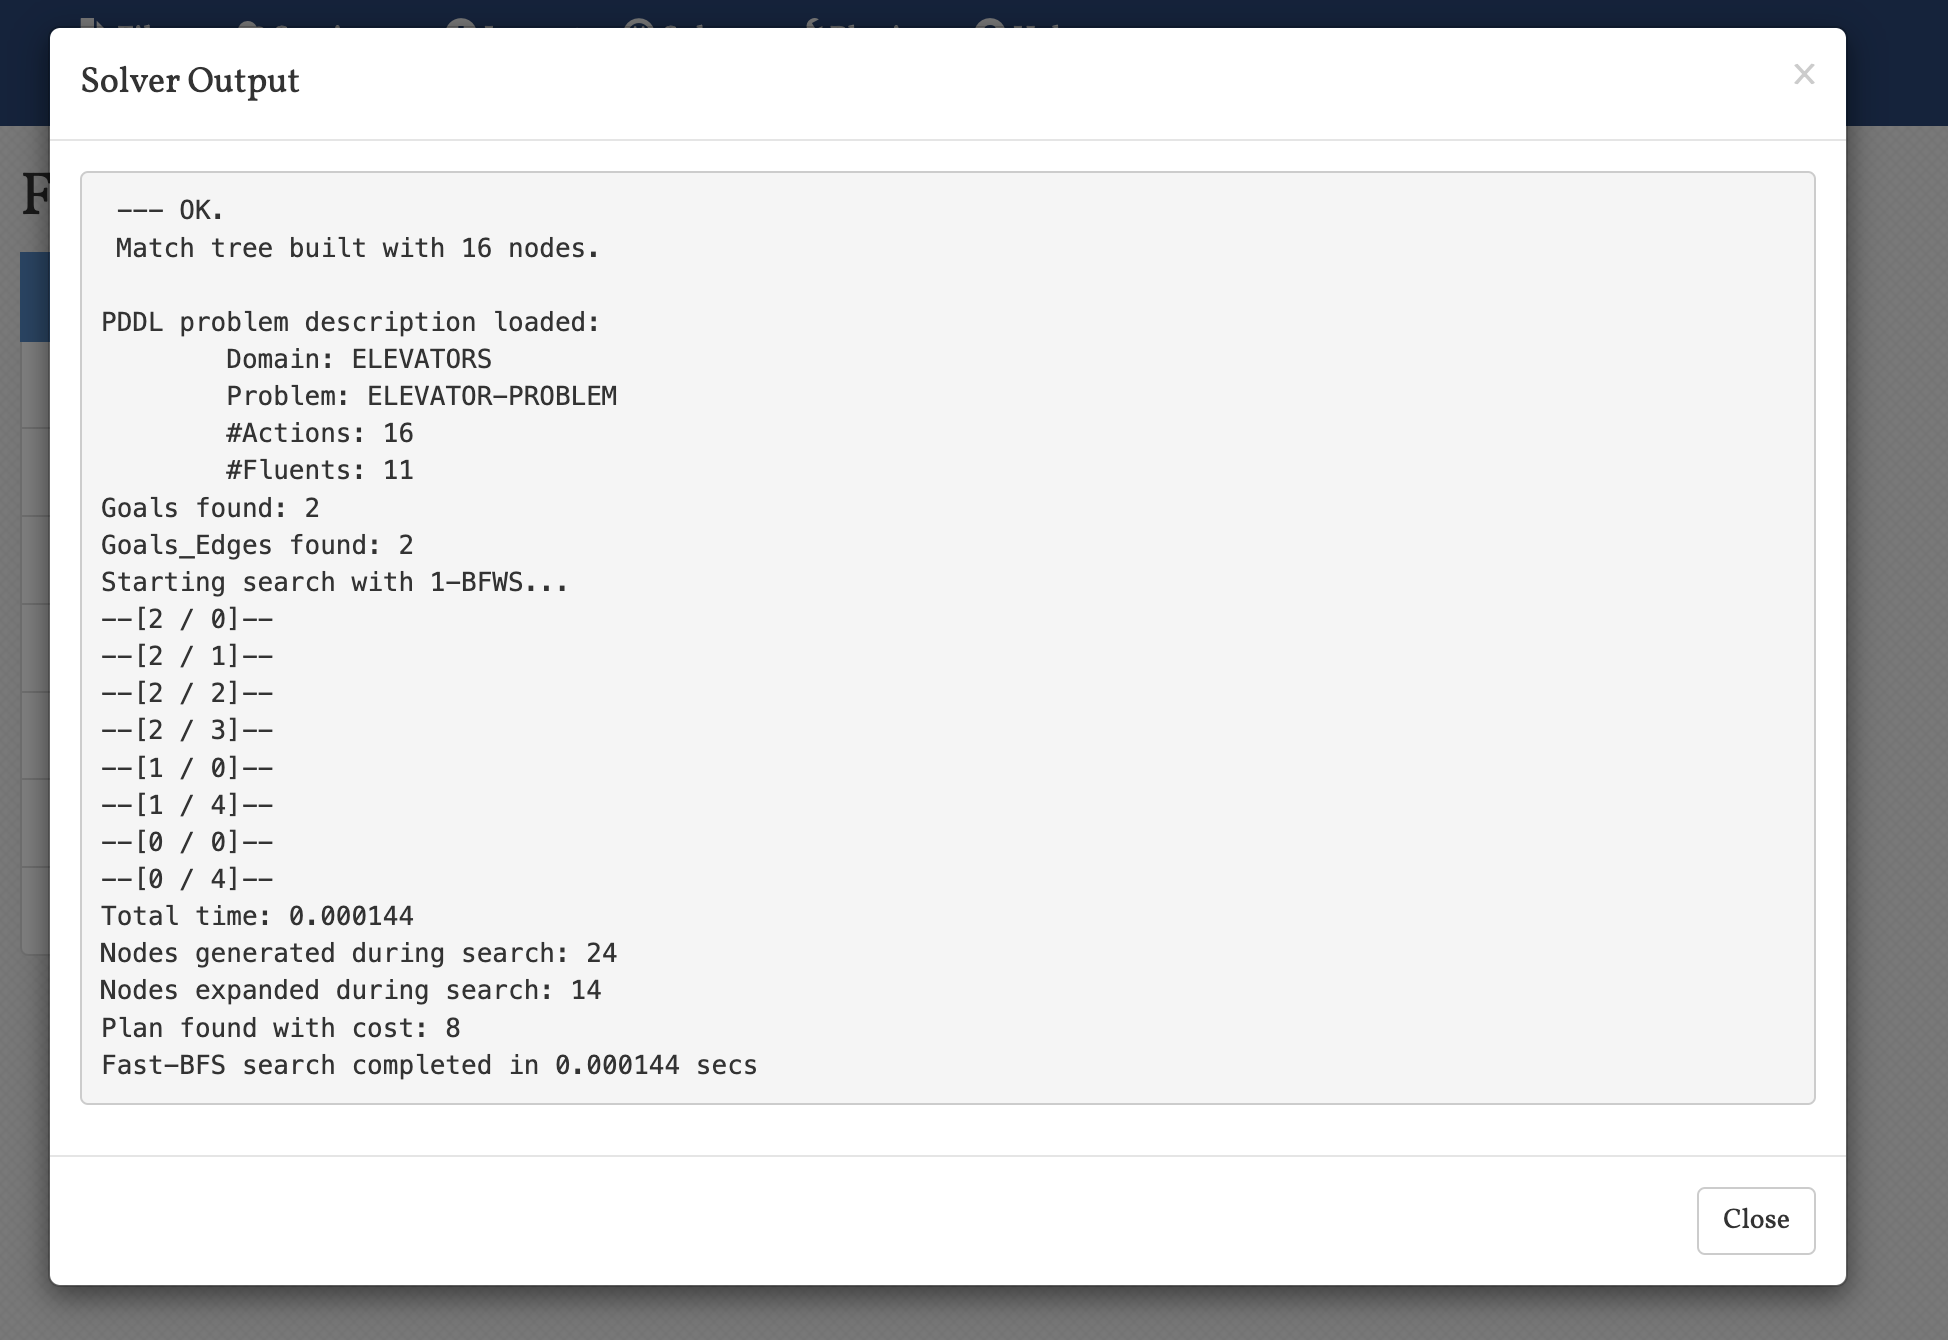 Solver Output
×
--- OK.
Match tree built with 16 nodes.
PDDL problem description loaded:
Domain: ELEVATORS
Problem: ELEVATOR-PROBLEM
#Actions: 16
#Fluents: 11
Goals found: 2
Goals_Edges found: 2
Starting search with 1-BFWS...
--[2 / 0]--
--[2 / 1]--
--[2 / 2]--
--[2 / 3]--
--[1 / 0]--
--[1 / 4]--
--[0 / 0]--
--[0 / 4]--
Total time: 0.000144
Nodes generated during search: 24
Nodes expanded during search: 14
Plan found with cost: 8
Fast-BFS search completed in 0.000144 secs
Close